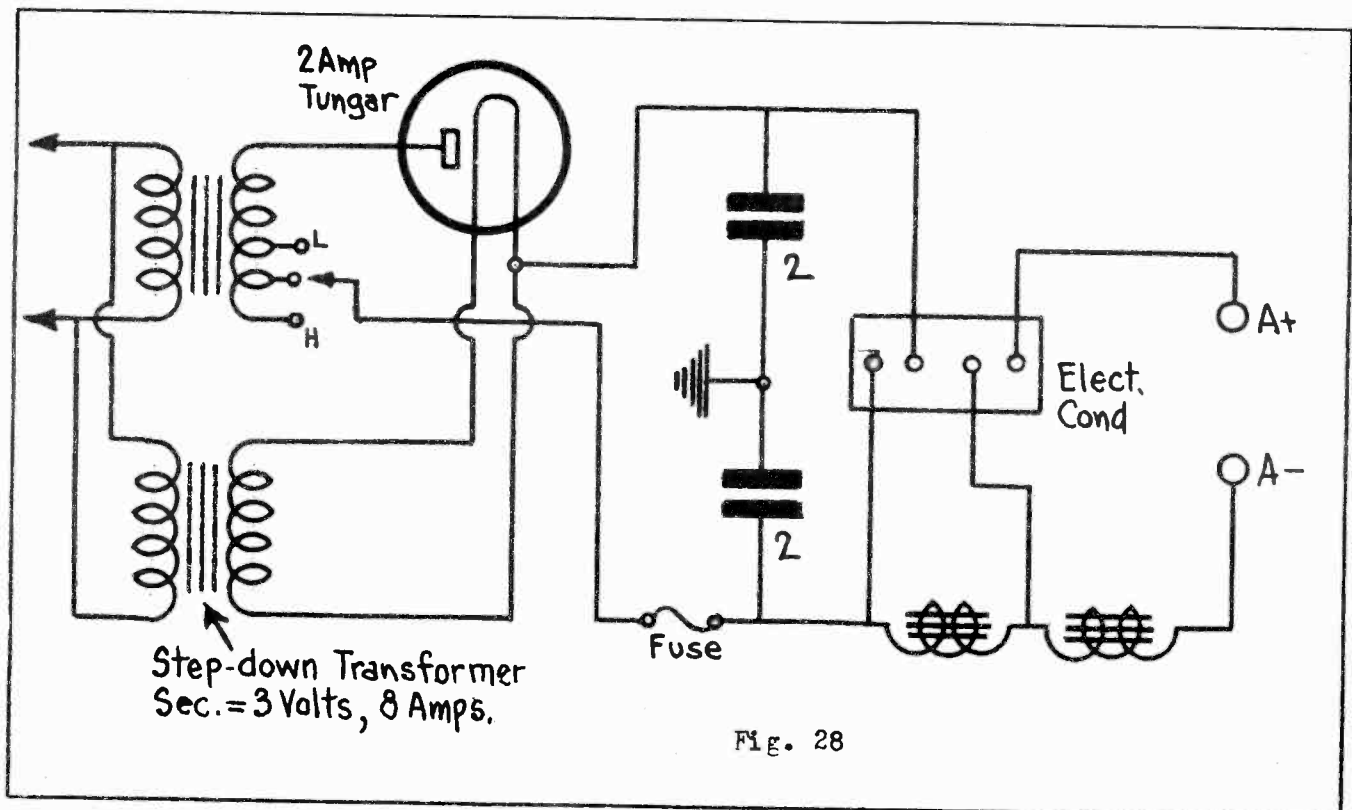 2 Amp
Tungar
L
H
2
2
A+
A-
Elect.
Cond
Fuse
Step-down Transformer
Sec. = 3 Volts, 8 Amps.
Fig. 28